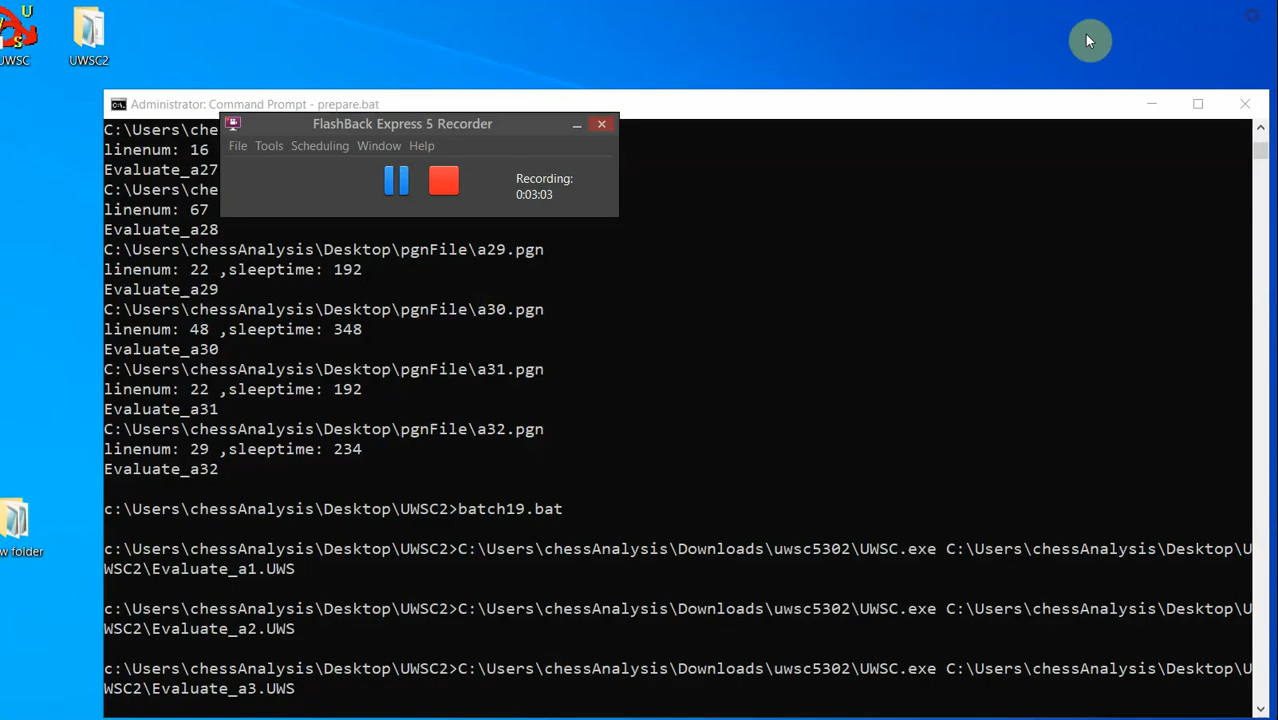 U
S
UWSC
UWSC2
Administrator: Command Prompt - prepare.bat
FlashBack Express 5 Recorder
File Tools Scheduling Window Help
Recording:
0:03:03
C:\Users\che
linenum: 16
Evaluate_a27
C:\Users\che
linenum: 67
Evaluate_a28
C:\Users\chessAnalysis\Desktop\pgnFile\a29.pgn
linenum: 22 ,sleeptime: 192
Evaluate_a29
C:\Users\chessAnalysis\Desktop\pgnFile\a30.pgn
linenum: 48 ,sleeptime: 348
Evaluate_a30
C:\Users\chessAnalysis\Desktop\pgnFile\a31.pgn
linenum: 22 ,sleeptime: 192
Evaluate_a31
C:\Users\chessAnalysis\Desktop\pgnFile\a32.pgn
linenum: 29 ,sleeptime: 234
Evaluate_a32
c:\Users\chessAnalysis\Desktop\UWSC2>batch19.bat
w folder
c:\Users\chessAnalysis\Desktop\UWSC2>C:\Users\chessAnalysis\Downloads\uwsc5302\UWSC.exe C:\Users\chessAnalysis\Desktop\U
WSC2\Evaluate_a1.UWS
c:\Users\chessAnalysis\Desktop\UWSC2>C:\Users\chessAnalysis\Downloads\uwsc5302\UWSC.exe C:\Users\chessAnalysis\Desktop\U
WSC2\Evaluate_a2.UWS
c:\Users\chessAnalysis\Desktop\UWSC2>C:\Users\chessAnalysis\Downloads\uwsc5302\UWSC.exe C:\Users\chessAnalysis\Desktop\U
WSC2\Evaluate_a3.UWS